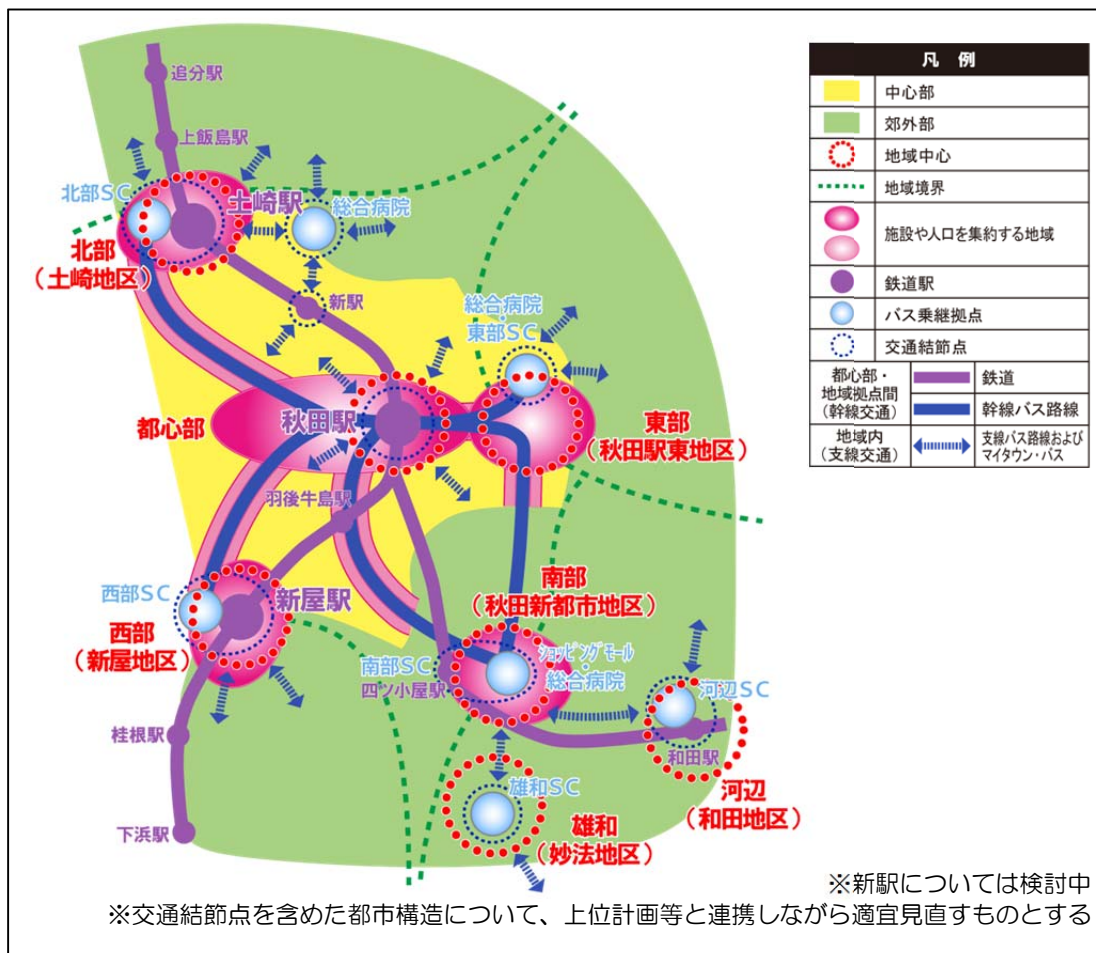 追分駅
上飯島駅
北部SC
土崎駅
総合病院
北部
(土崎地区)
新駅
総合病院
・
東部SC
都心部
秋田駅
東部
(秋田駅東地区)
羽後牛島駅
西部SC
新屋駅
西部
(新屋地区)
南部
(秋田新都市地区)
南部SC
四ツ小屋駅
ショッピングモール
・
総合病院
河辺SC
和田駅
河辺
(和田地区)
桂根駅
下浜駅
雄和SC
雄和
(妙法地区)
凡 例
中心部
郊外部
地域中心
地域境界
施設や人口を集約する地域
鉄道駅
バス乗継拠点
交通結節点
都心部・
地域拠点間
(幹線交通)
鉄道
幹線バス路線
地域内
(支線交通)
支線バス路線および
マイタウン・バス
※新駅については検討中
※交通結節点を含めた都市構造について、上位計画等と連携しながら適宜見直すものとする